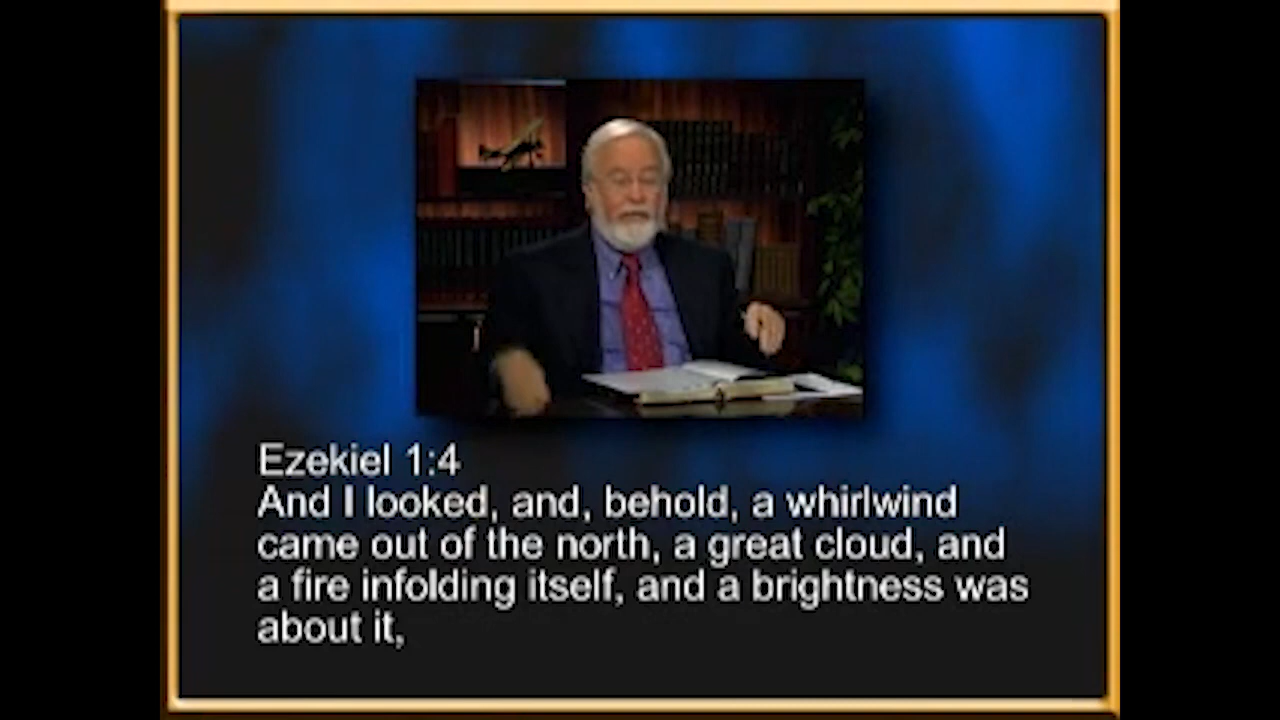 Ezekiel 1:4
And I looked, and, behold, a whirlwind
came out of the north, a great cloud, and
a fire infolding itself, and a brightness was
about it,